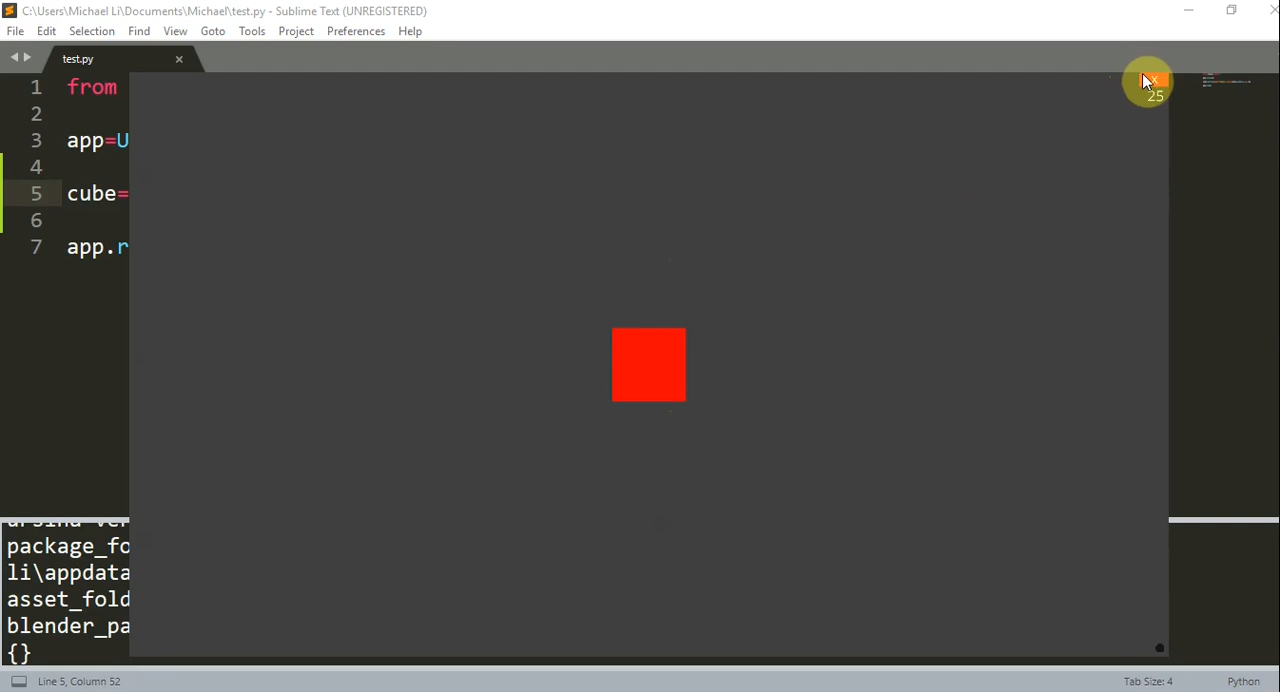 C:\Users\Michael Li\Documents\Michael\test.py - Sublime Text (UNREGISTERED)
File Edit Selection Find View Goto Tools Project Preferences Help
test.py
x
25
1 from
2
3 app=U
4
5 cube=
6
7 app.r
package_fo
li\appdata
asset_fold
blender_pa
{}
Line 5, Column 52
Tab Size: 4
Python